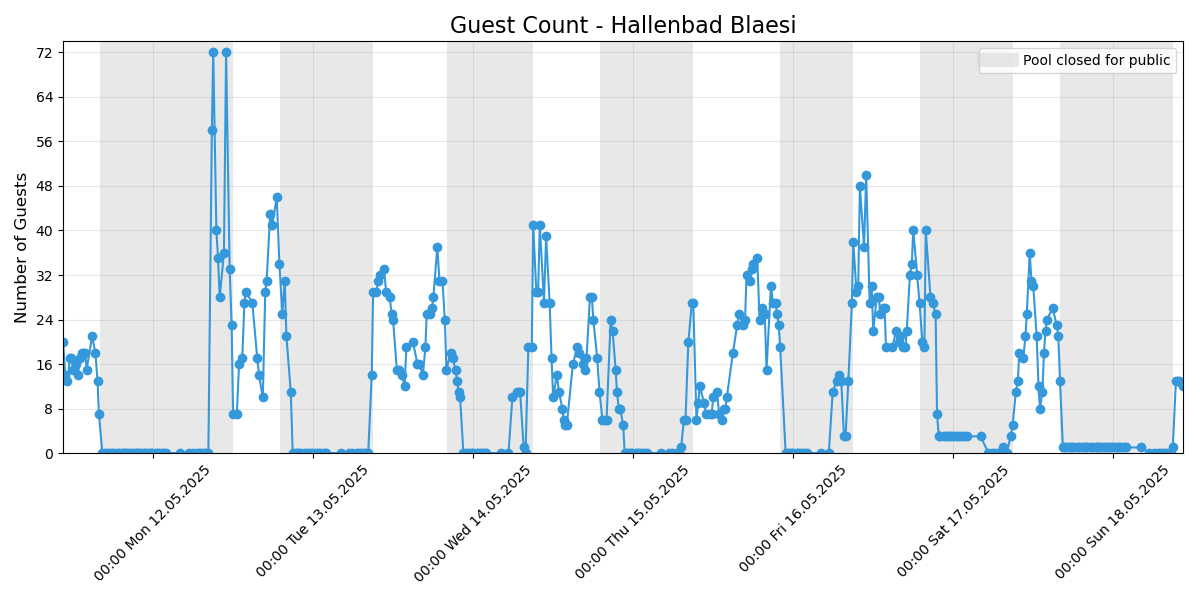 Guest Count - Hallenbad Blaesi
Pool closed for public
Number of Guests
72
64
56
48
40
32
24
16
8
0
00:00 Mon 12.05.2025
00:00 Tue 13.05.2025
00:00 Wed 14.05.2025
00:00 Thu 15.05.2025
00:00 Fri 16.05.2025
00:00 Sat 17.05.2025
00:00 Sun 18.05.2025